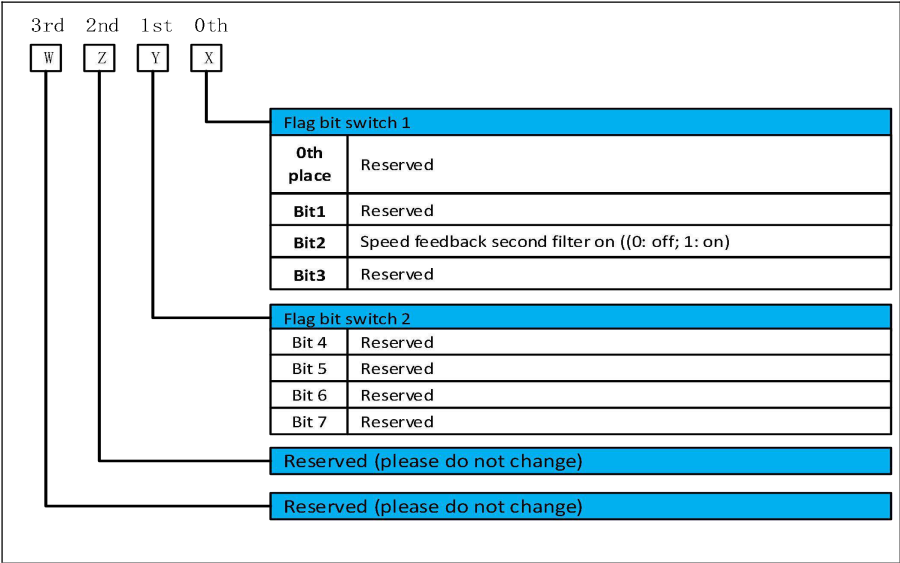 3rd 2nd 1st 0th
W Z Y X
Flag bit switch 1
0th
place
Reserved
Bit1 Reserved
Bit2 Speed feedback second filter on ((0: off; 1: on)
Bit3 Reserved
Flag bit switch 2
Bit 4 Reserved
Bit 5 Reserved
Bit 6 Reserved
Bit 7 Reserved
Reserved (please do not change)
Reserved (please do not change)